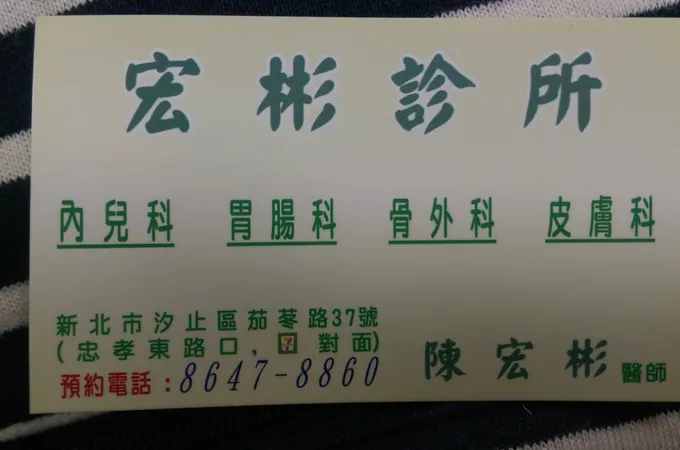 宏彬診所
內兒科 胃腸科 骨外科 皮膚科
新北市汐止區茄苳路37號
(忠孝東路口, 7 對面)
預約電話:8647-8860
陳宏彬 醫師